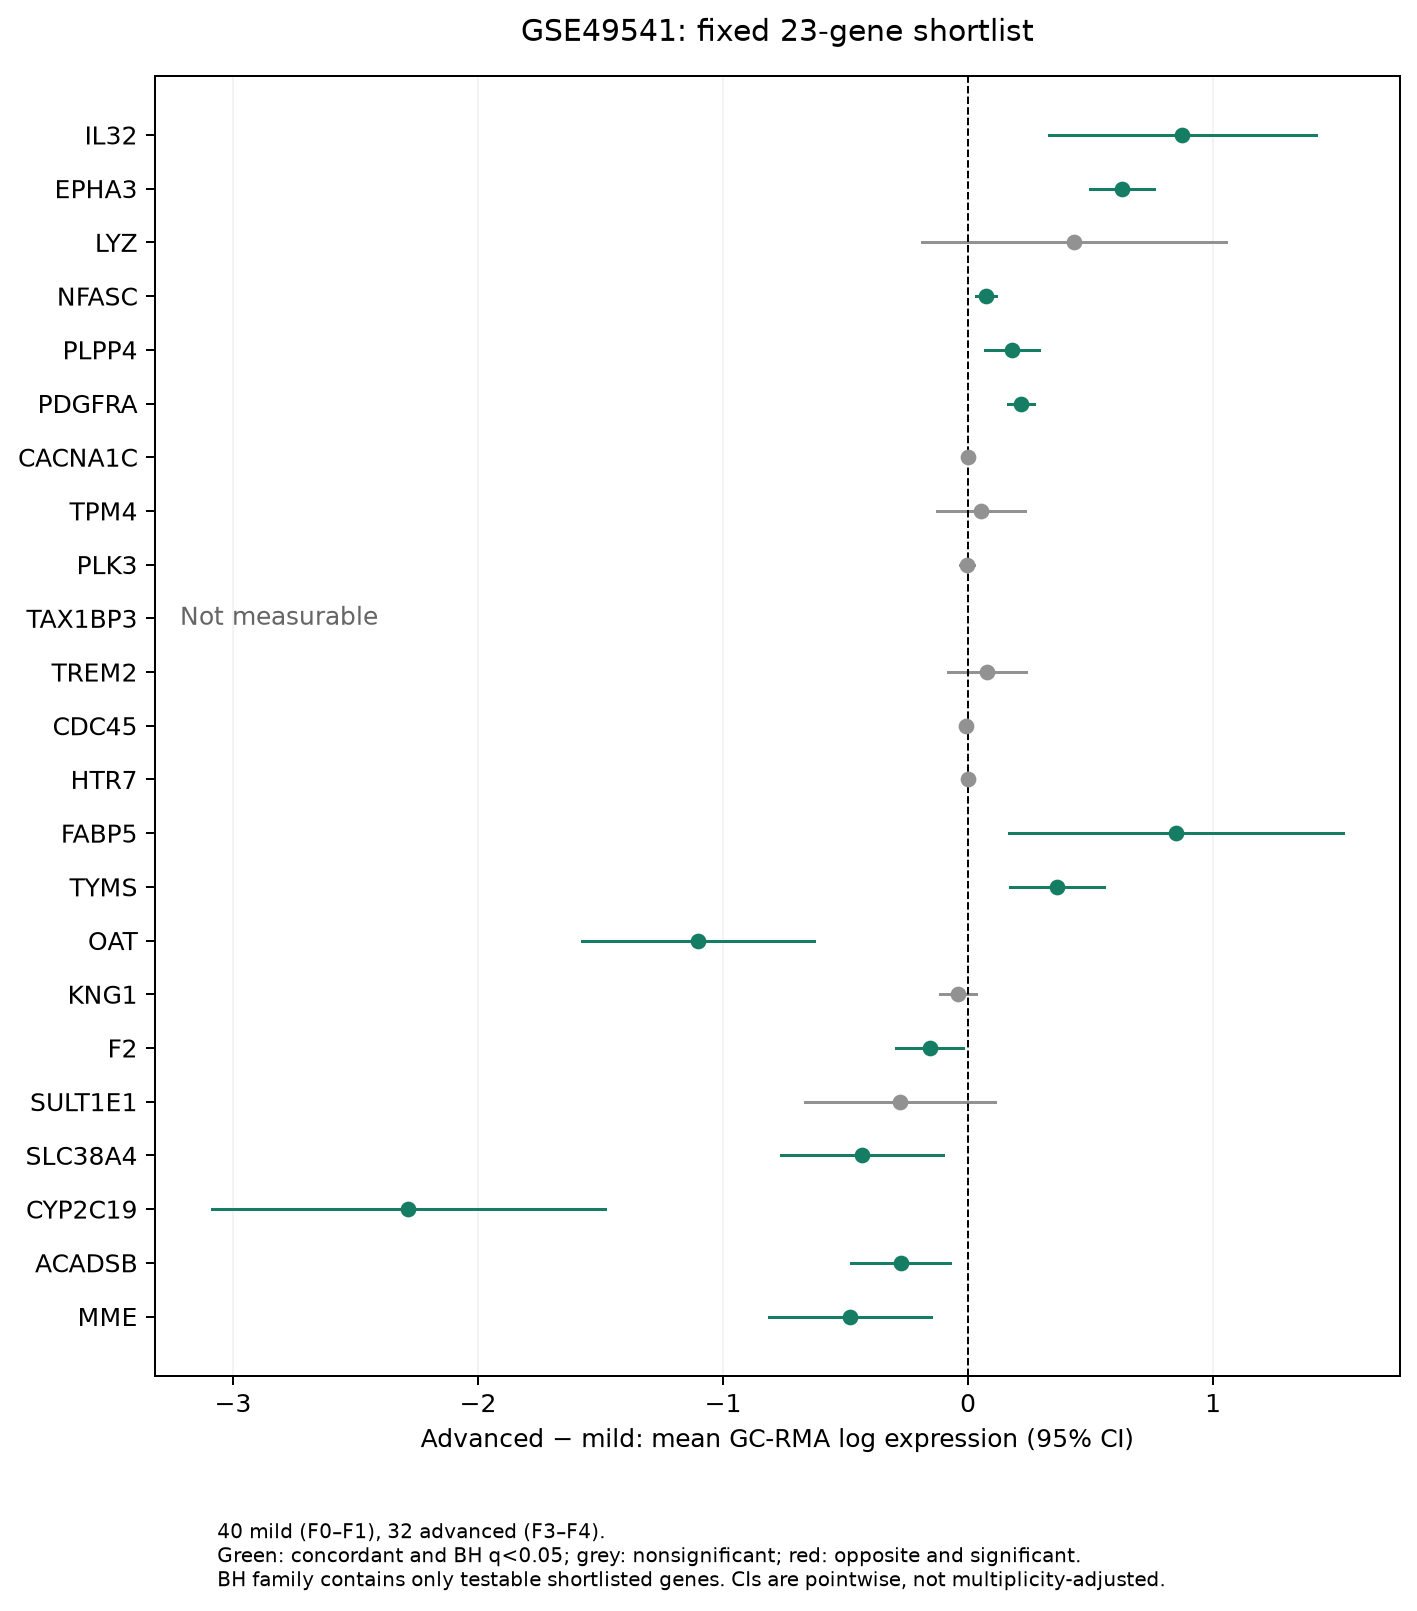 GSE49541: fixed 23-gene shortlist
IL32
EPHA3
LYZ
NFASC
PLPP4
PDGFRA
CACNA1C
TPM4
PLK3
TAX1BP3 Not measurable
TREM2
CDC45
HTR7
FABP5
TYMS
OAT
KNG1
F2
SULT1E1
SLC38A4
CYP2C19
ACADSB
MME
−3 −2 −1 0 1
Advanced − mild: mean GC-RMA log expression (95% CI)
40 mild (F0–F1), 32 advanced (F3–F4).
Green: concordant and BH q<0.05; grey: nonsignificant; red: opposite and significant.
BH family contains only testable shortlisted genes. CIs are pointwise, not multiplicity-adjusted.